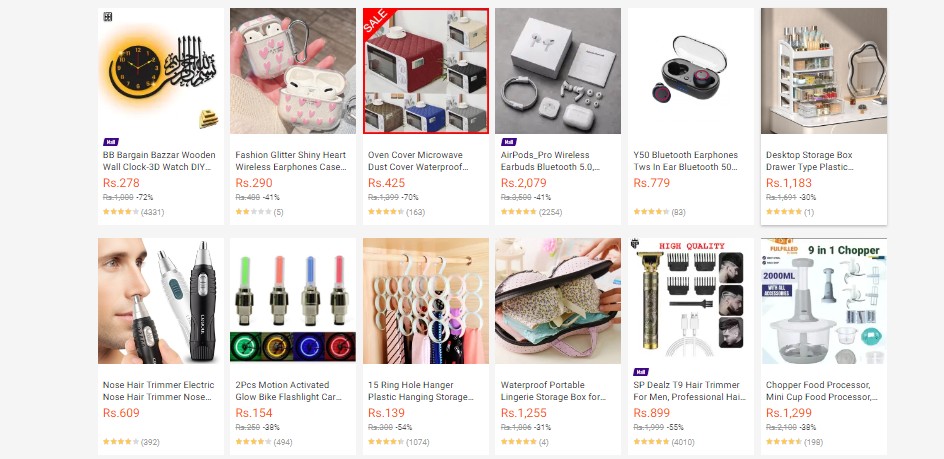 SALE
Mall
Mall
BB Bargain Bazzar Wooden
Wall Clock-3D Watch DIY...
Rs.278
-72%
(4331)
Fashion Glitter Shiny Heart
Wireless Earphones Case...
Rs.290
Rs.488 -41%
(5)
Oven Cover Microwave
Dust Cover Waterproof...
Rs.425
Rs.1,399 -72%
(163)
AirPods_Pro Wireless
Earbuds Bluetooth 5.0,...
Rs.2,079
Rs.3,500 -41%
(2254)
Y50 Bluetooth Earphones
Tws In Ear Bluetooth 50...
Rs.779
(83)
Desktop Storage Box
Drawer Type Plastic...
Rs.1,183
Rs.1,691 -30%
(1)
HIGH QUALITY
FULFILLED
9 in 1 Chopper
2000ML
WITH ALL
ACCESSORIES
Nose Hair Trimmer Electric
Nose Hair Trimmer Nose...
Rs.609
(392)
2Pcs Motion Activated
Glow Bike Flashlight Car...
Rs.154
Rs.250 -38%
(494)
15 Ring Hole Hanger
Plastic Hanging Storage...
Rs.139
Rs.300 -54%
(1074)
Waterproof Portable
Lingerie Storage Box for...
Rs.1,255
Rs.1,806 -31%
(4)
Mall
SP Dealz T9 Hair Trimmer
For Men, Professional Hai...
Rs.899
Rs.1,999 -55%
(4010)
Chopper Food Processor,
Mini Cup Food Processor,...
Rs.1,299
Rs.2,100 -38%
(198)